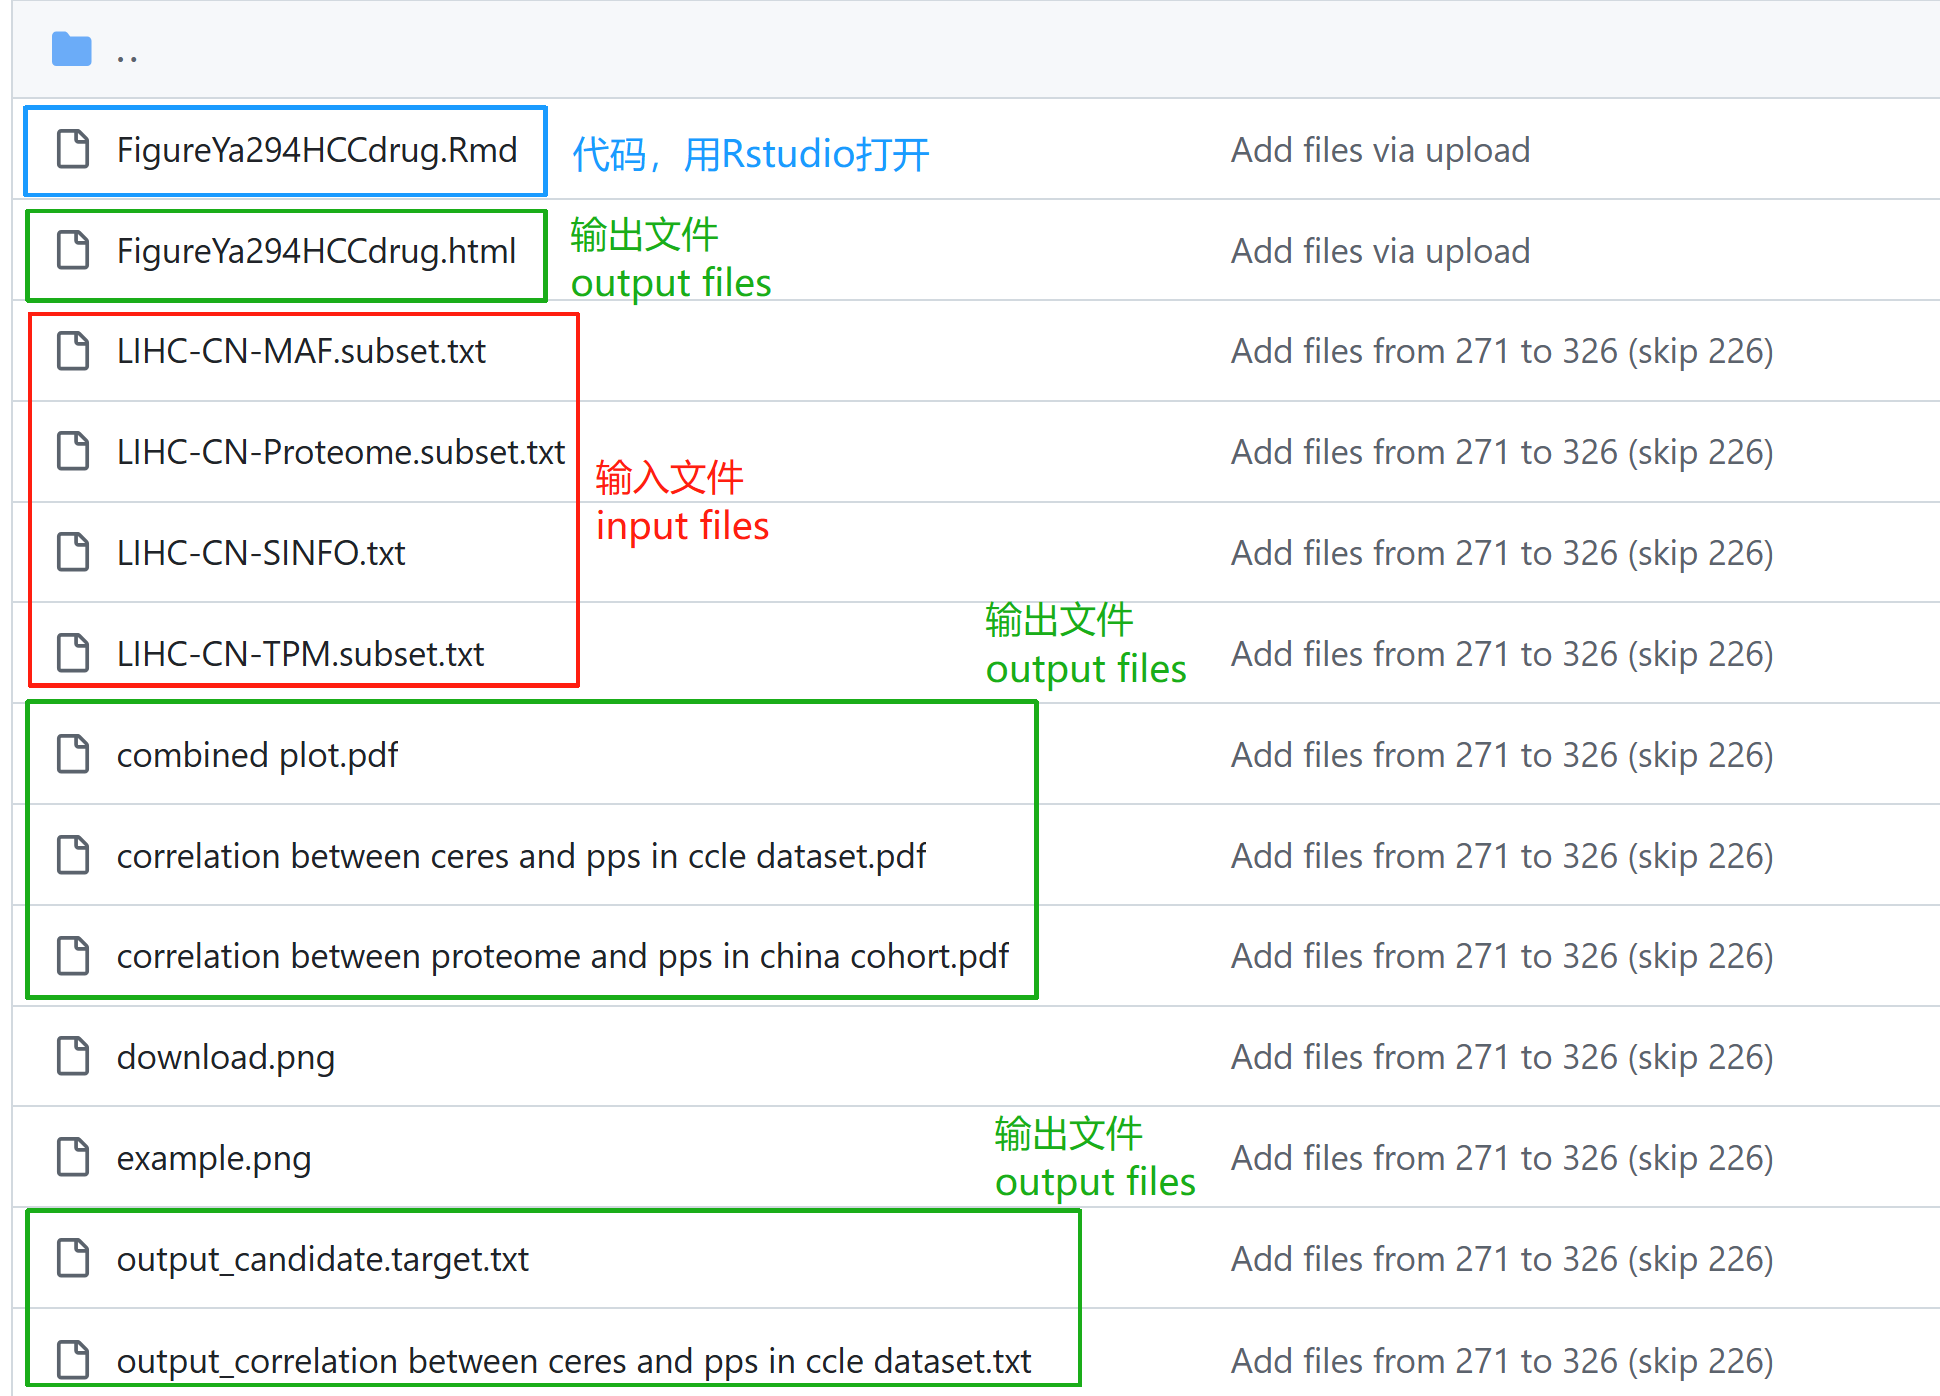 ..
FigureYa294HCCdrug.Rmd 代码，用Rstudio打开 Add files via upload
FigureYa294HCCdrug.html Add files via upload
输出文件
output files
LIHC-CN-MAF.subset.txt Add files from 271 to 326 (skip 226)
LIHC-CN-Proteome.subset.txt Add files from 271 to 326 (skip 226)
输入文件
input files
LIHC-CN-SINFO.txt Add files from 271 to 326 (skip 226)
输出文件
output files
LIHC-CN-TPM.subset.txt Add files from 271 to 326 (skip 226)
combined plot.pdf Add files from 271 to 326 (skip 226)
correlation between ceres and pps in ccle dataset.pdf Add files from 271 to 326 (skip 226)
correlation between proteome and pps in china cohort.pdf Add files from 271 to 326 (skip 226)
download.png Add files from 271 to 326 (skip 226)
example.png Add files from 271 to 326 (skip 226)
输出文件
output files
output_candidate.target.txt Add files from 271 to 326 (skip 226)
output_correlation between ceres and pps in ccle dataset.txt Add files from 271 to 326 (skip 226)